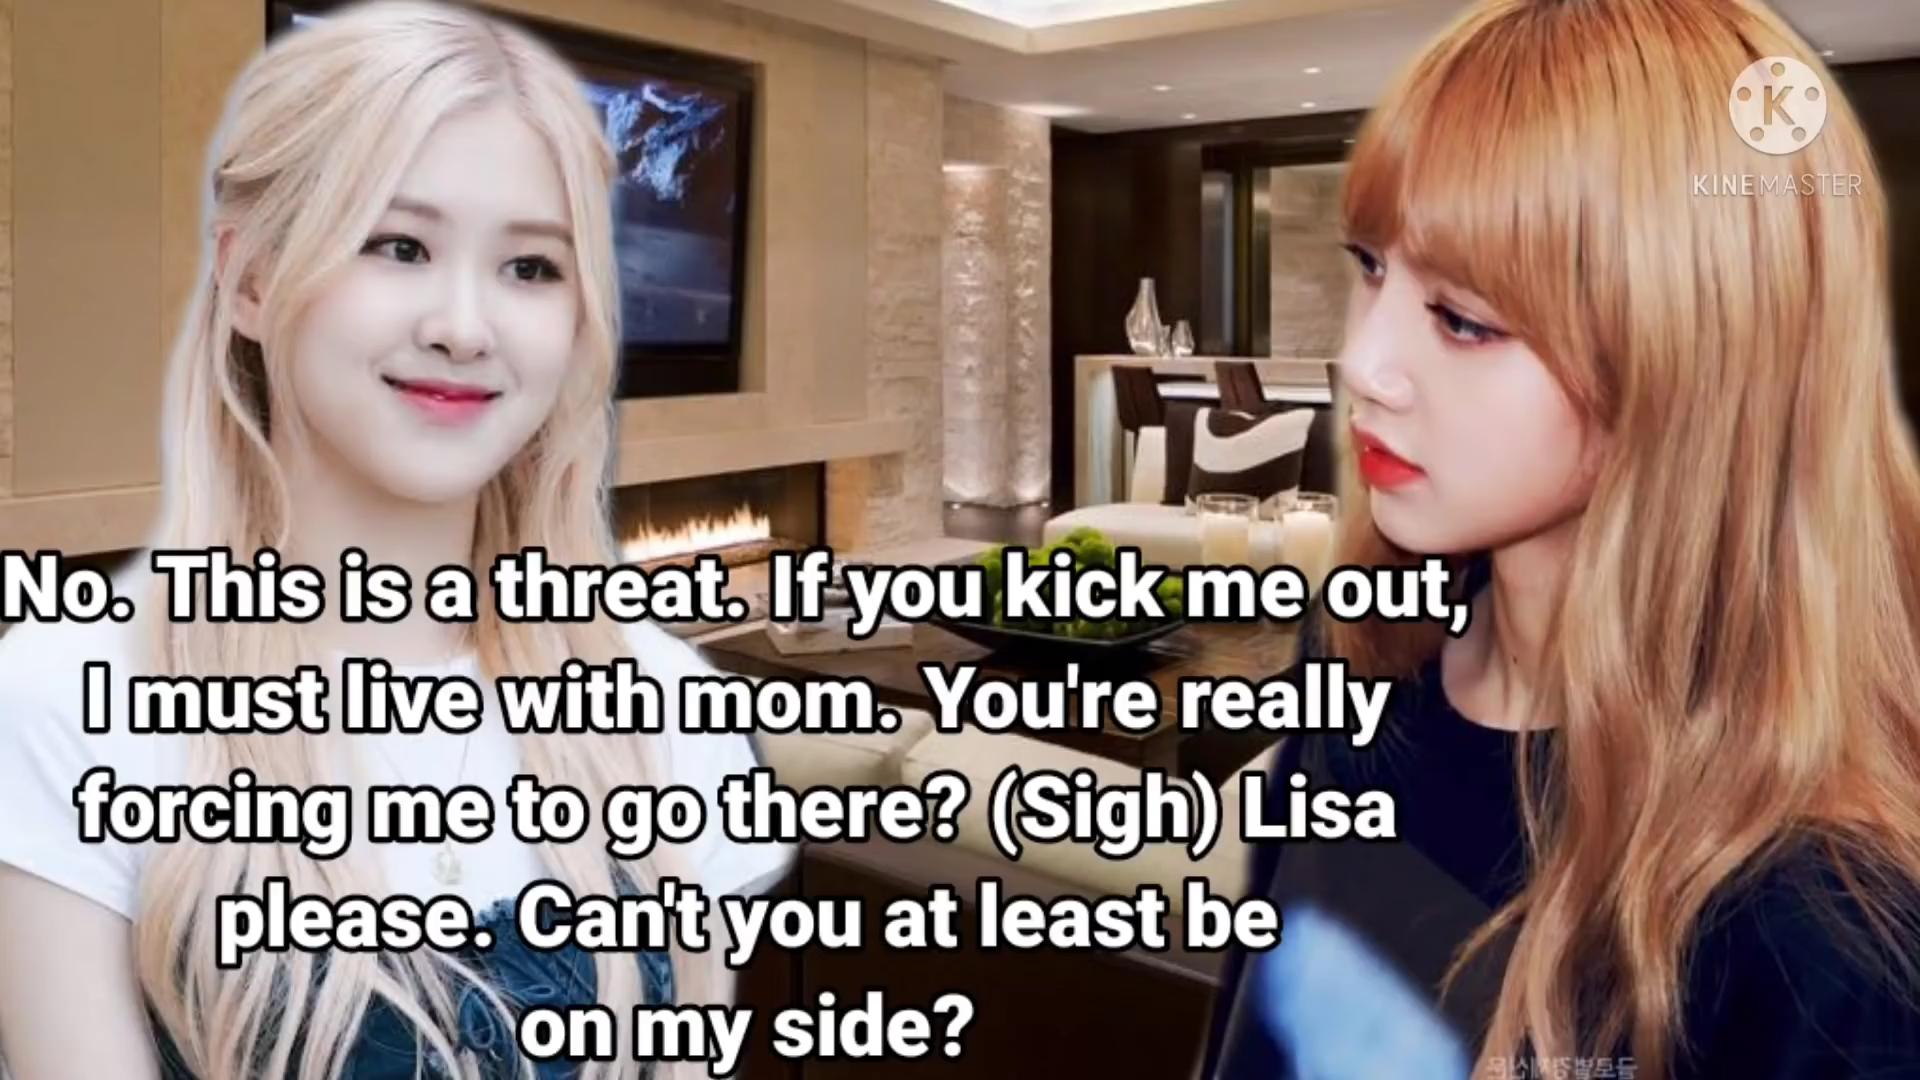 K
KINEMASTER
No. This is a threat. If you kick me out,
I must live with mom. You're really
forcing me to go there? (Sigh) Lisa
please. Can't you at least be
on my side?